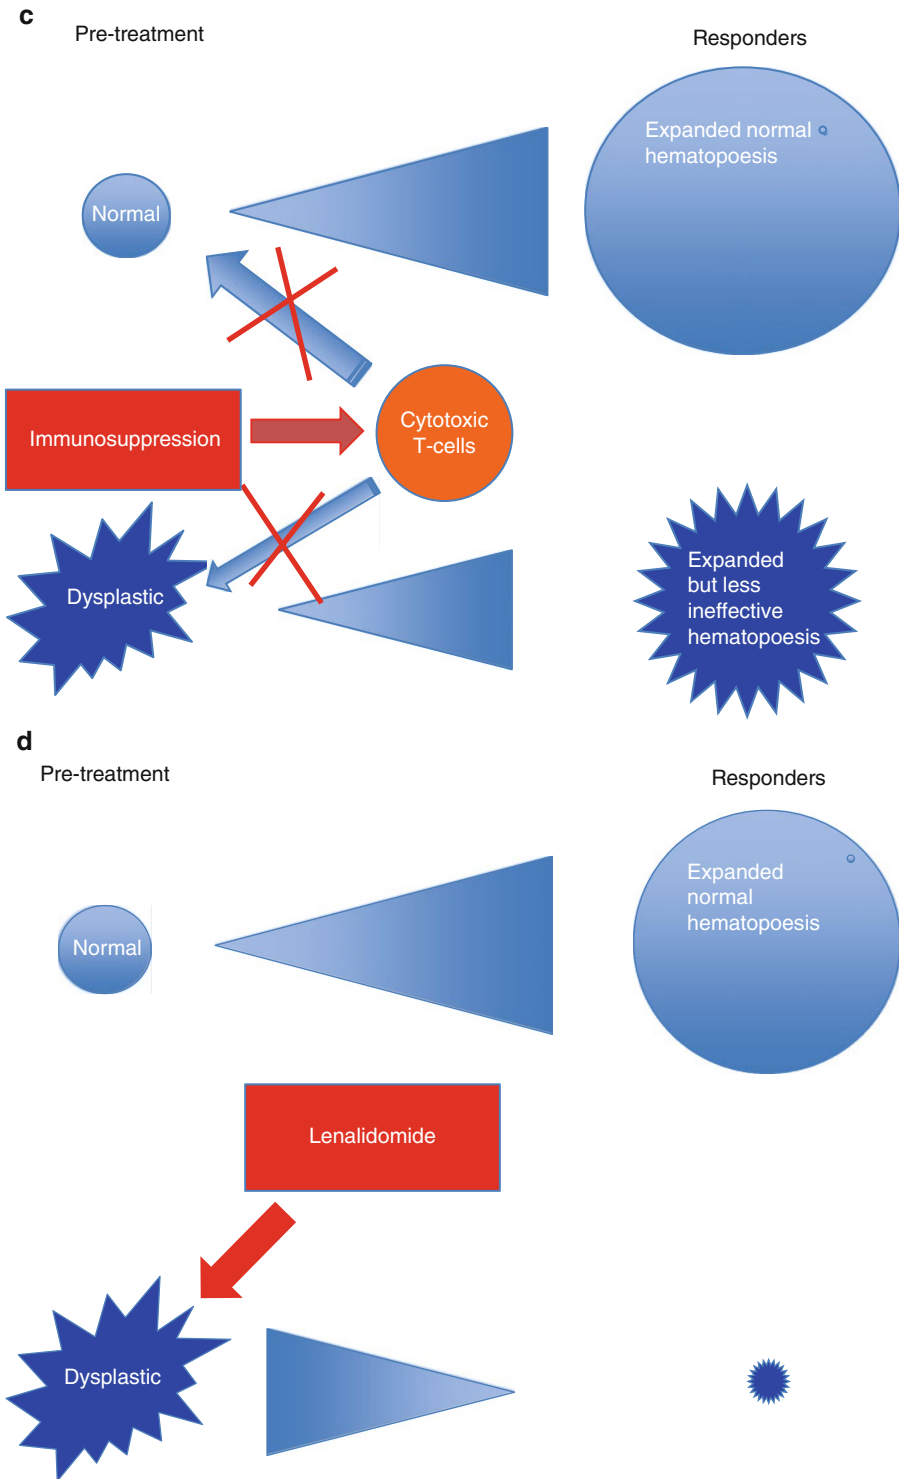 c
Pre-treatment
Responders
Expanded normal
hematopoesis
Normal
Immunosuppression
Cytotoxic
T-cells
Dysplastic
Expanded
but less
ineffective
hematopoesis
d
Pre-treatment
Responders
Expanded
normal
hematopoesis
Normal
Lenalidomide
Dysplastic